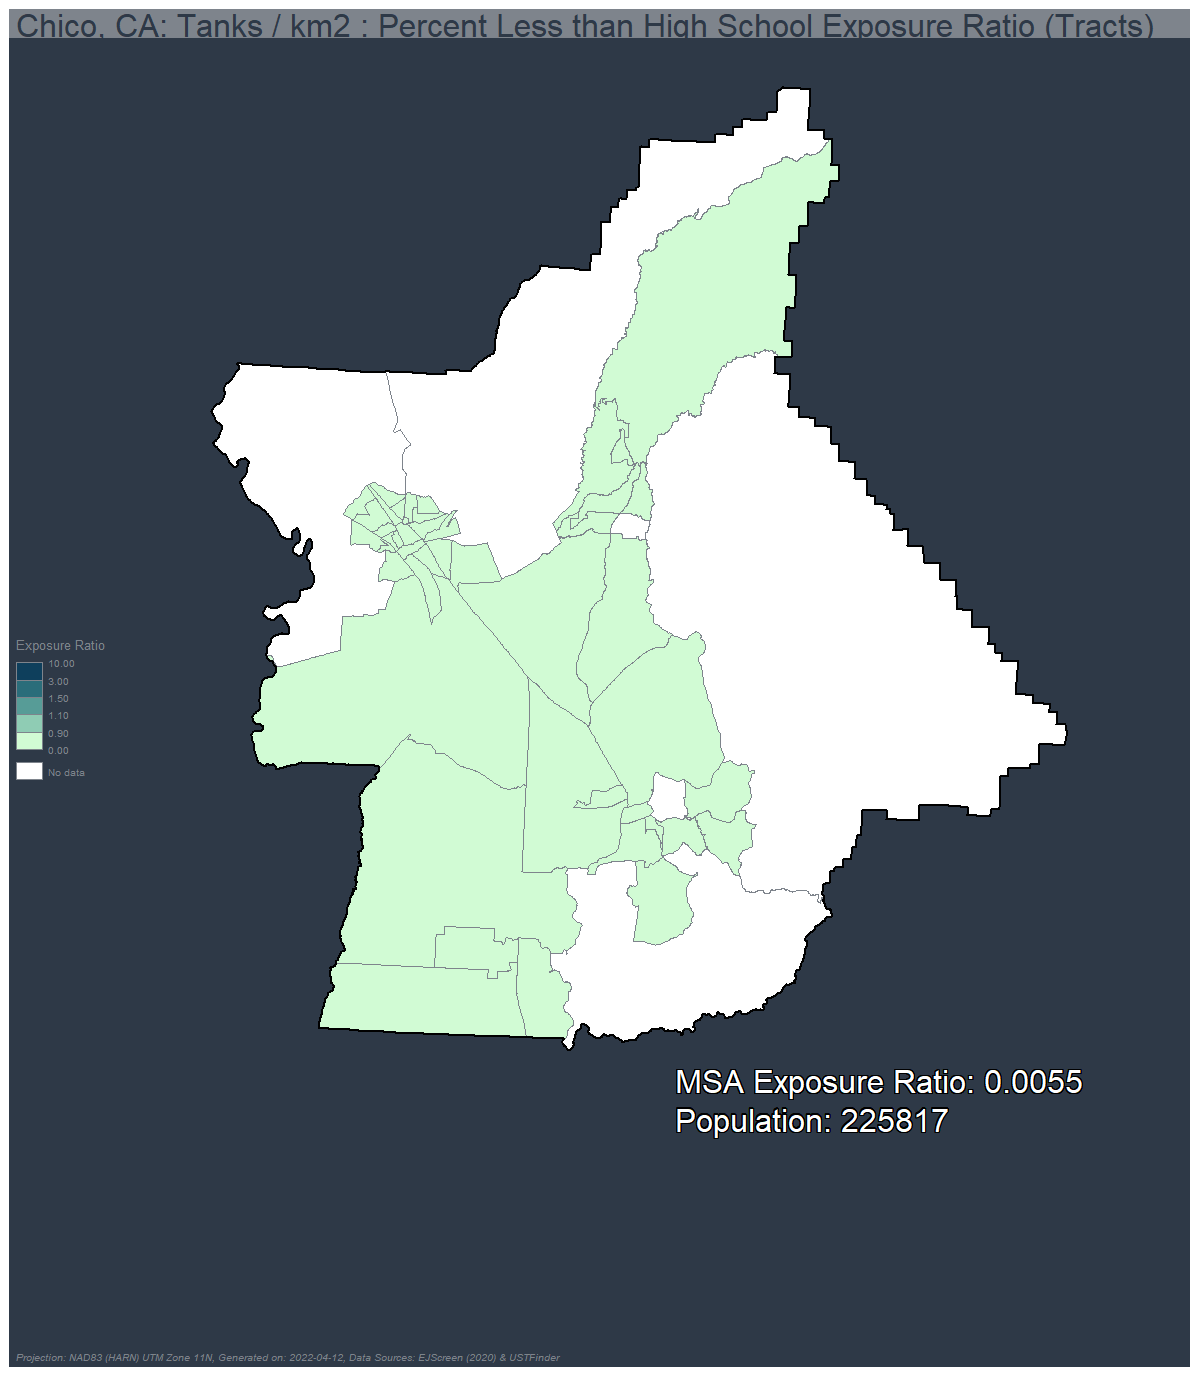 Chico, CA: Tanks / km2 : Percent Less than High School Exposure Ratio (Tracts)
Exposure Ratio
10.00
3.00
1.50
1.10
0.90
0.00
No data
MSA Exposure Ratio: 0.0055
Population: 225817
Projection: NAD83 (HARN) UTM Zone 11N, Generated on: 2022-04-12, Data Sources: EJScreen (2020) & USTFinder